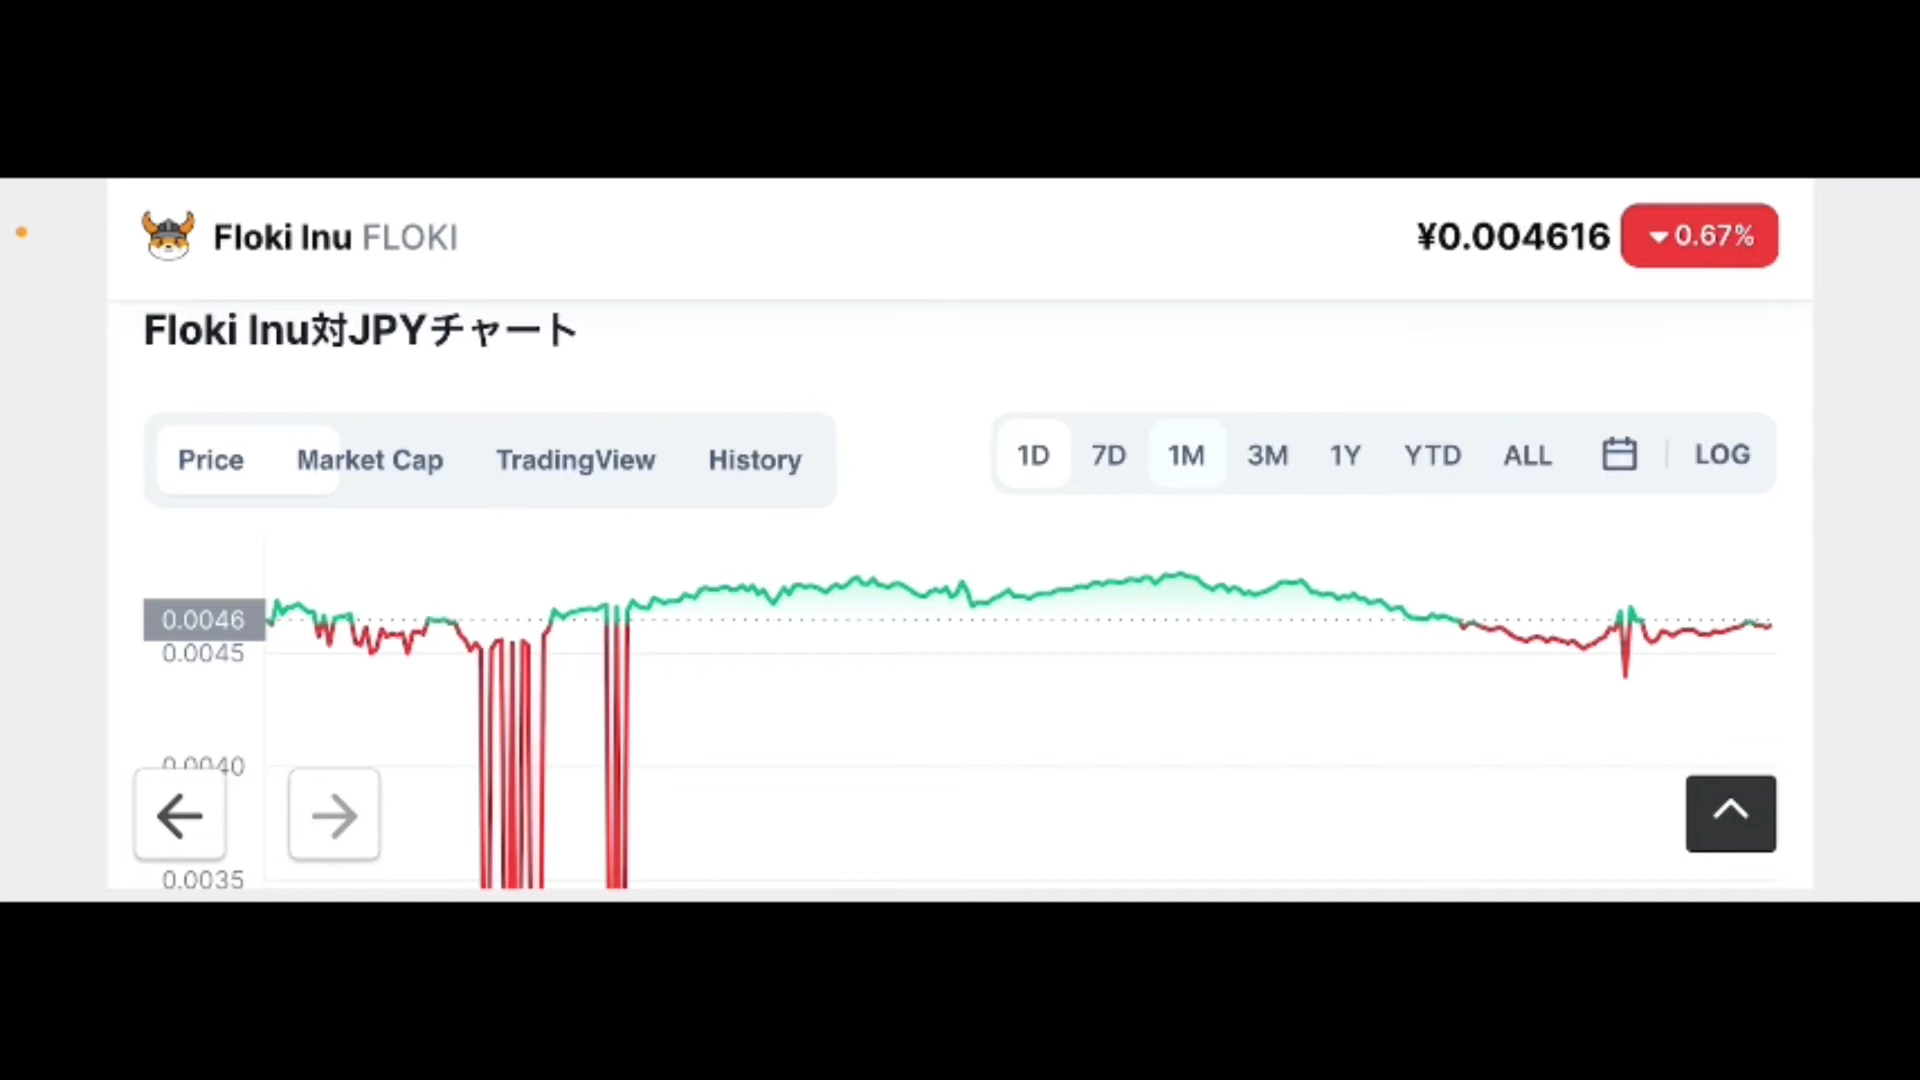 Floki Inu FLOKI
¥0.004616 0.67%
Floki Inu対JPYチャート
Price Market Cap TradingView History
1D 7D 1M 3M 1Y YTD ALL LOG
0.0046
0.0045
0.0040
0.0035